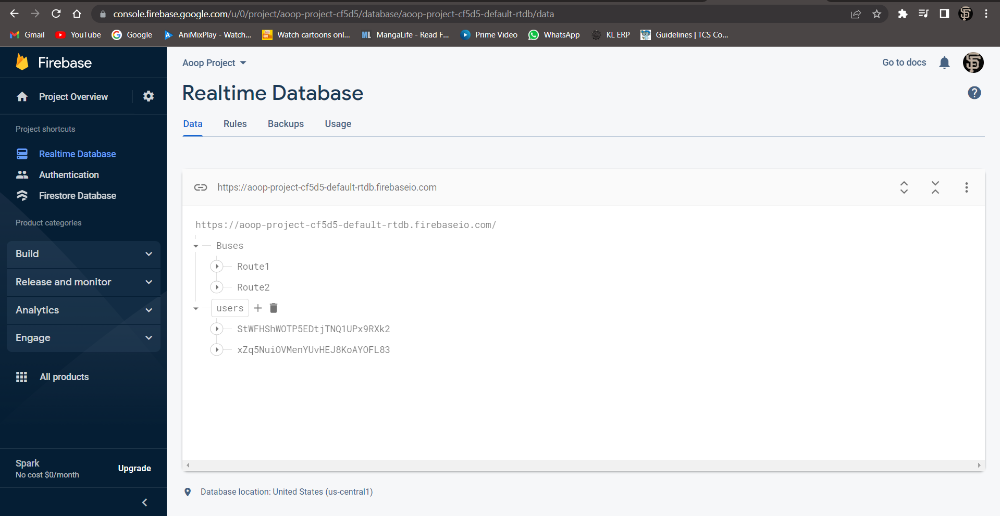 console.firebase.google.com/u/0/project/aoop-project-cf5d5/database/aoop-project-cf5d5-default-rtdb/data
Gmail YouTube Google AniMixPlay - Watch... Watch cartoons onl... MangaLife - Read F... Prime Video WhatsApp KL ERP Guidelines | TCS Co...
Firebase
Project Overview
Project shortcuts
Realtime Database
Authentication
Firestore Database
Product categories
Build
Release and monitor
Analytics
Engage
All products
Spark
No cost $0/month
Upgrade
Aoop Project
Go to docs
Realtime Database
Data Rules Backups Usage
https://aoop-project-cf5d5-default-rtdb.firebaseio.com
https://aoop-project-cf5d5-default-rtdb.firebaseio.com/
Buses
Route1
Route2
users
StWFHShWOTP5EDtjTNQ1UPx9RXk2
xZq5NuiOVMenYUvHEJ8KoAYOFL83
Database location: United States (us-central1)